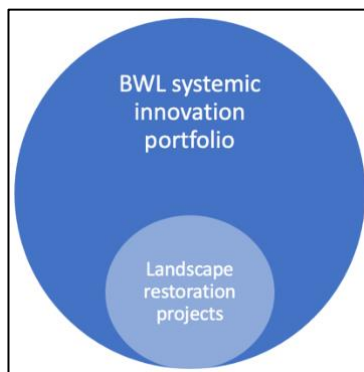 BWL systemic
innovation
portfolio
Landscape
restoration
projects